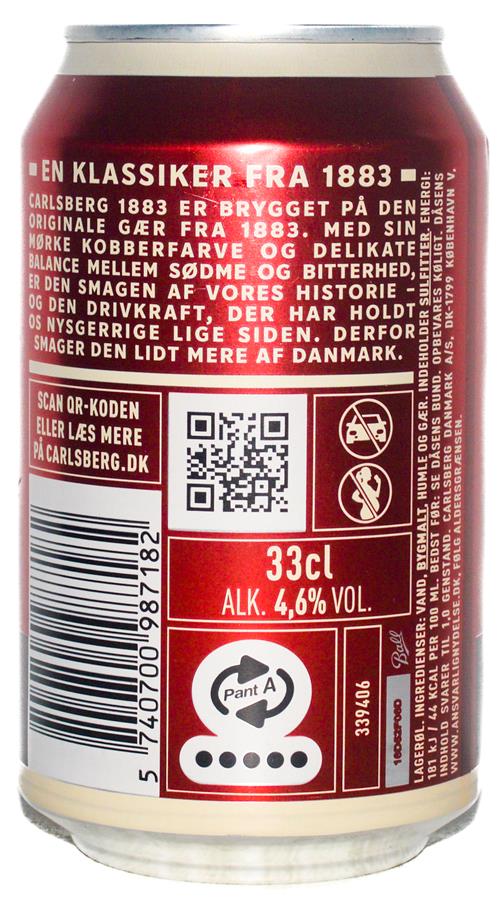 EN KLASSIKER FRA 1883
CARLSBERG 1883 ER BRYGGET PÅ DEN
ORIGINALE GÆR FRA 1883. MED SIN
MØRKE KOBBERFARVE OG DELIKATE
BALANCE MELLEM SØDME OG BITTERHED,
ER DEN SMAGEN AF VORES HISTORIE -
OG DEN DRIVKRAFT, DER HAR HOLDT
OS NYSGERRIGE LIGE SIDEN. DERFOR
SMAGER DEN LIDT MERE AF DANMARK.
SCAN QR-KODEN
ELLER LÆS MERE
PÅ CARLSBERG.DK
33cl
ALK. 4,6% VOL.
Pant A
5 740700 987182
339406
Ball
LAGERØL. INGREDIENSER: VAND, BYGMALT, HUMLE OG GÆR. INDEHOLDER SULFITTER. ENERGI:
181 kJ / 44 KCAL PER 100 ML. BEDST FØR: SE DÅSENS BUND. OPBEVARES KØLIGT. DÅSENS
INDHOLD SVARER TIL 1,0 GENSTAND. CARLSBERG DANMARK A/S, DK-1799 KØBENHAVN V.
WWW.ANSVARLIGNYDELSE.DK. FØLG ALDERSGRÆNSEN.